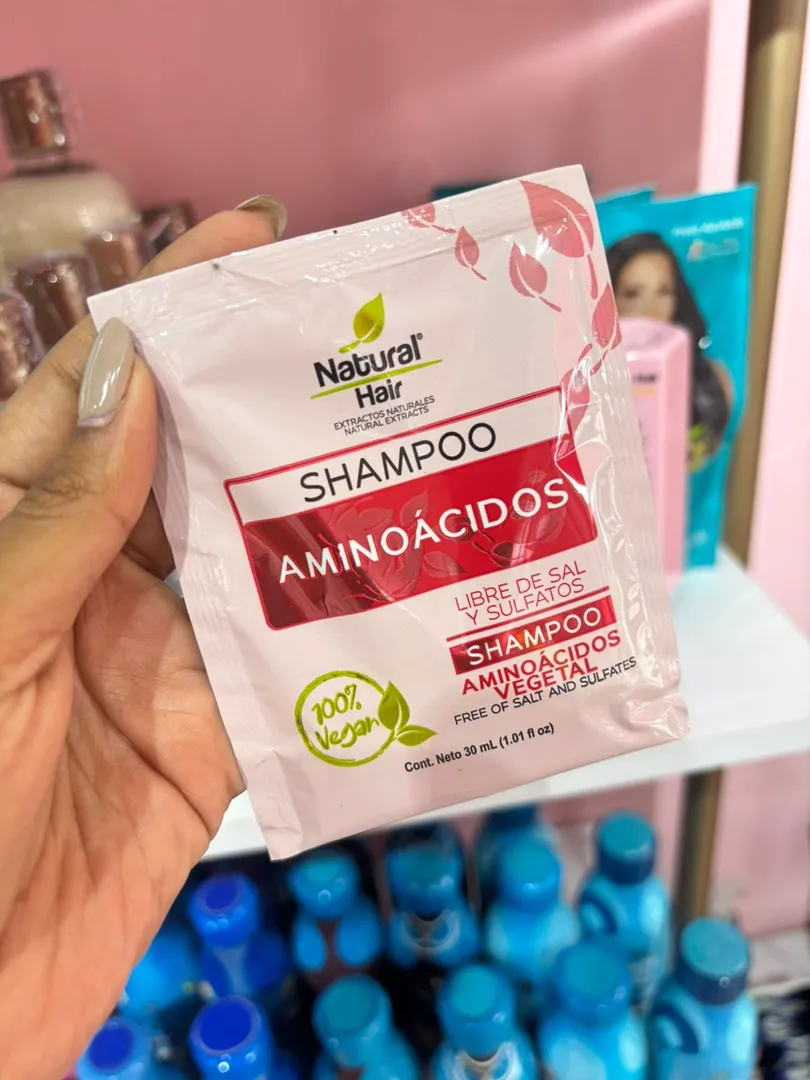 Natural®
Hair
EXTRACTOS NATURALES
NATURAL EXTRACTS
SHAMPOO
AMINOÁCIDOS
LIBRE DE SAL
Y SULFATOS
SHAMPOO
AMINOÁCIDOS
VEGETAL
FREE OF SALT AND SULFATES
100%
Vegan
Cont. Neto 30 mL (1.01 fl oz)